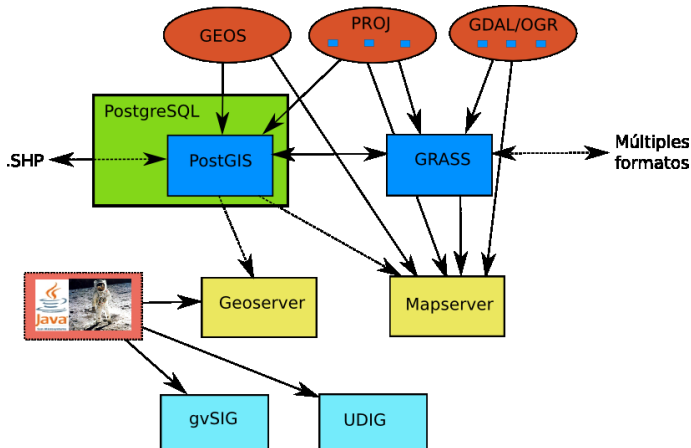 GEOS
PROJ
GDAL/OGR
PostgreSQL
.SHP
PostGIS
GRASS
Múltiples
formatos
Java
Geoserver
Mapserver
gvSIG
UDIG